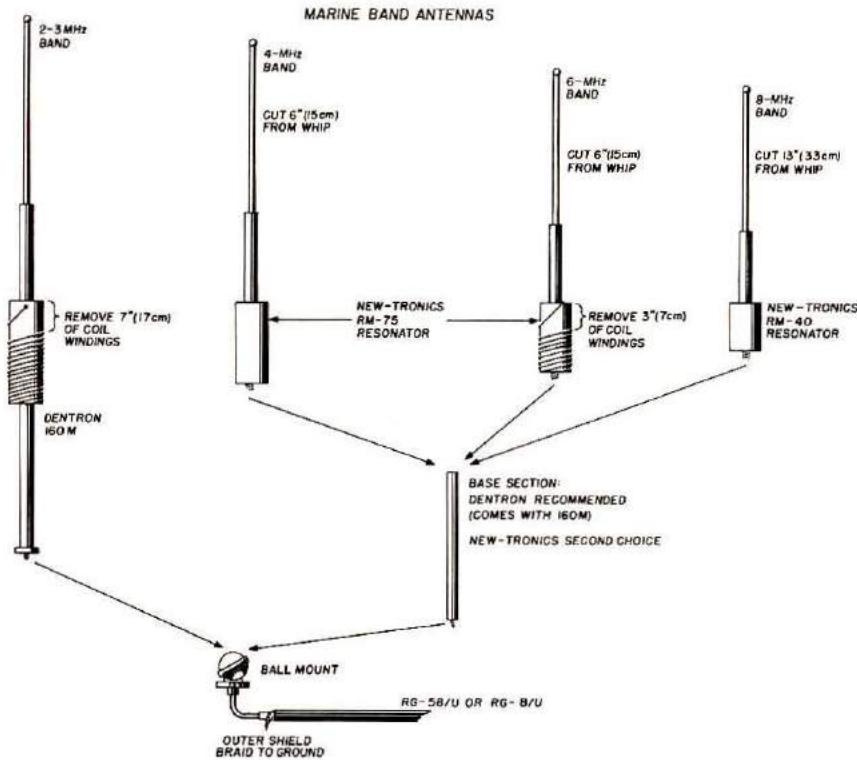 MARINE BAND ANTENNAS
2-3MHz
BAND
4-MHz
BAND
CUT 6"(15cm)
FROM WHIP
6-MHz
BAND
CUT 6"(15cm)
FROM WHIP
8-MHz
BAND
CUT 13"(33cm)
FROM WHIP
REMOVE 7"(17cm)
OF COIL
WINDINGS
NEW-TRONICS
RM-75
RESONATOR
REMOVE 3"(7cm)
OF COIL
WINDINGS
NEW-TRONICS
RM-40
RESONATOR
DENTRON
160M
BASE SECTION:
DENTRON RECOMMENDED
(COMES WITH 160M)
NEW-TRONICS SECOND CHOICE
BALL MOUNT
RG-58/U OR RG-8/U
OUTER SHIELD
BRAID TO GROUND